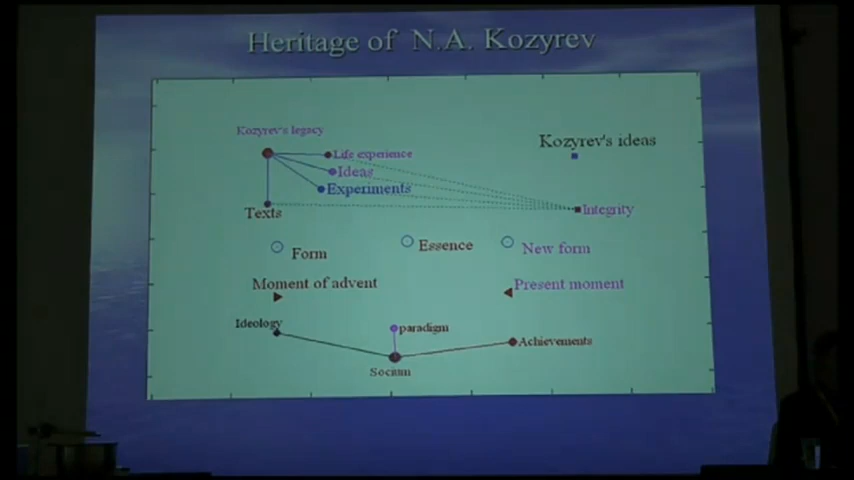 Heritage of N.A. Kozyrev
Kozyrev's legacy
Kozyrev's ideas
Life experience
Ideas
Experiments
Texts
Integrity
Form
Essence
New form
Moment of advent
Present moment
Ideology
paradigm
Achievements
Socium